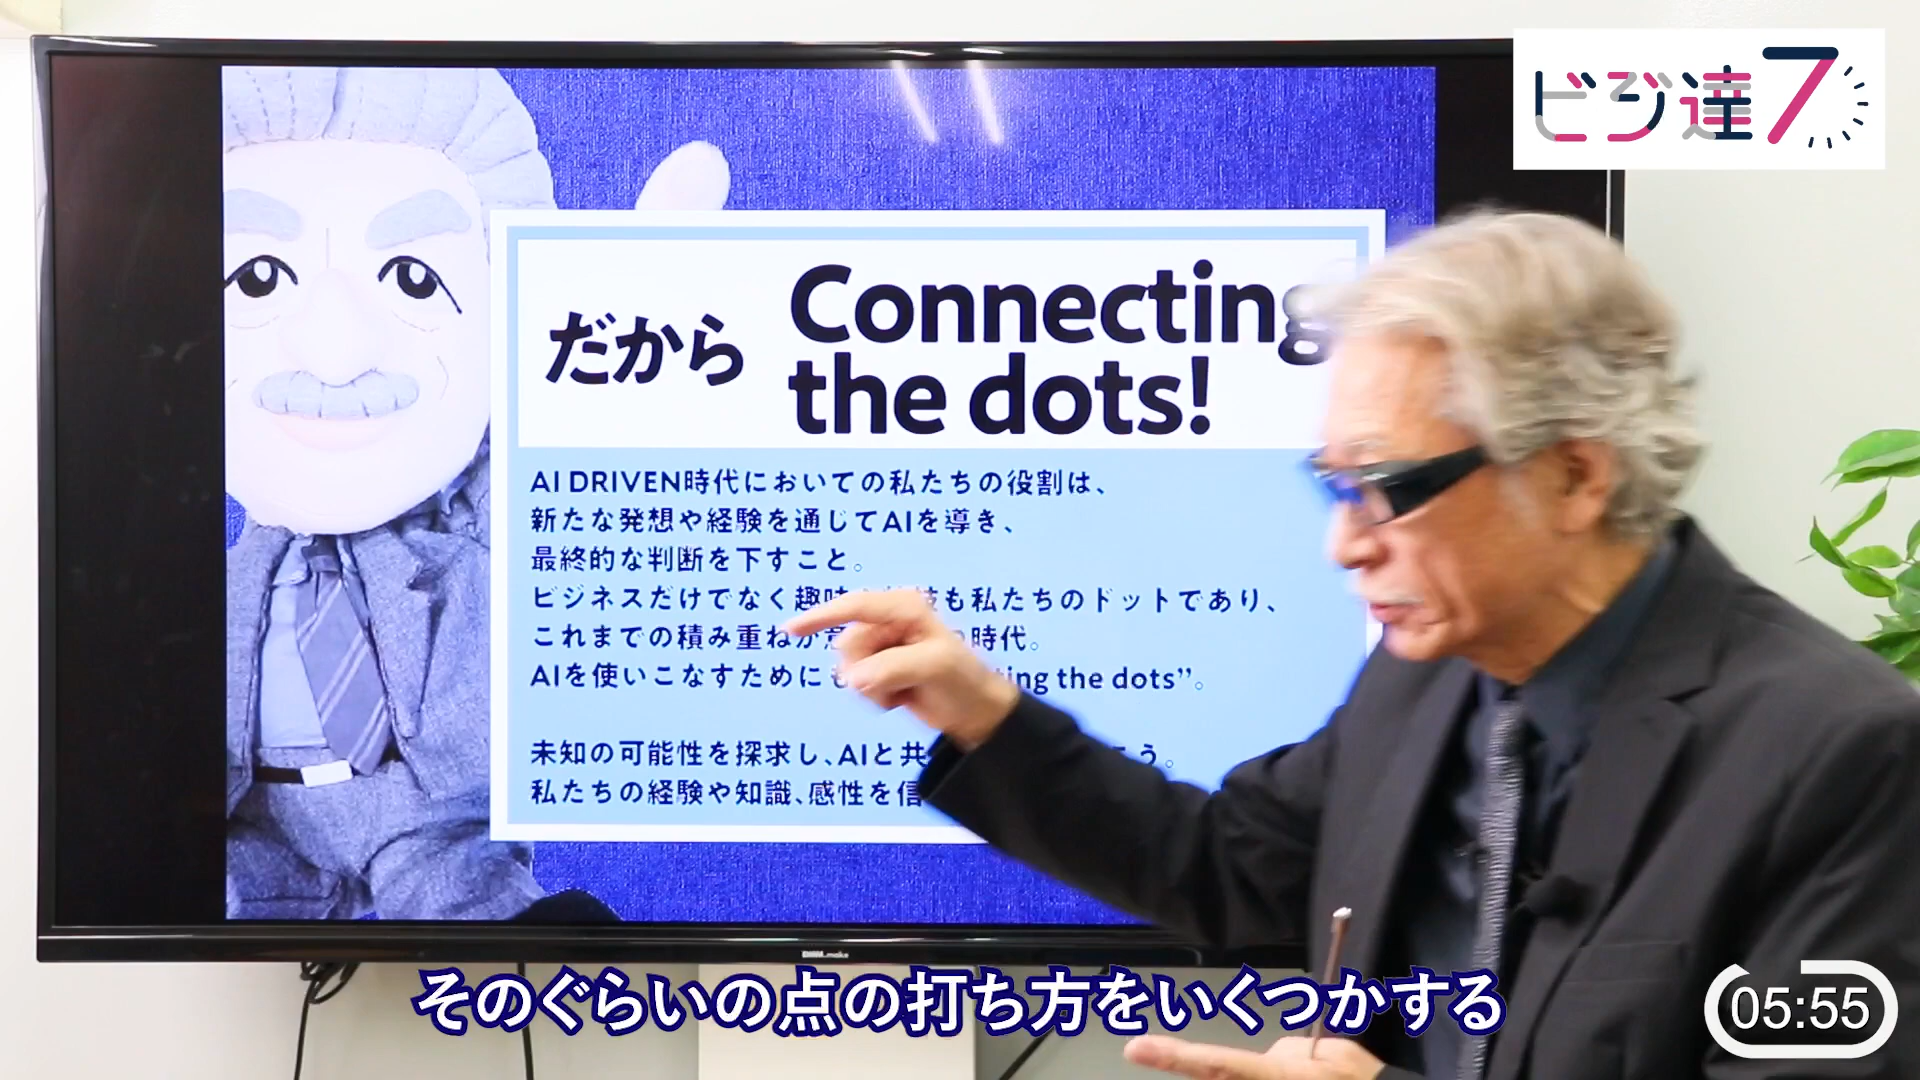 ビジ達7
だから
Connecting
the dots!
AI DRIVEN時代においての私たちの役割は、
新たな発想や経験を通じてAIを導き、
最終的な判断を下すこと。
ビジネスだけでなく趣味 も私たちのドットであり、
これまでの積み重ねが 時代。
AIを使いこなすためにも the dots”。
未知の可能性を探求し、AIと共 う。
私たちの経験や知識、感性を信
DMM.make
そのぐらいの点の打ち方をいくつかする
05:55